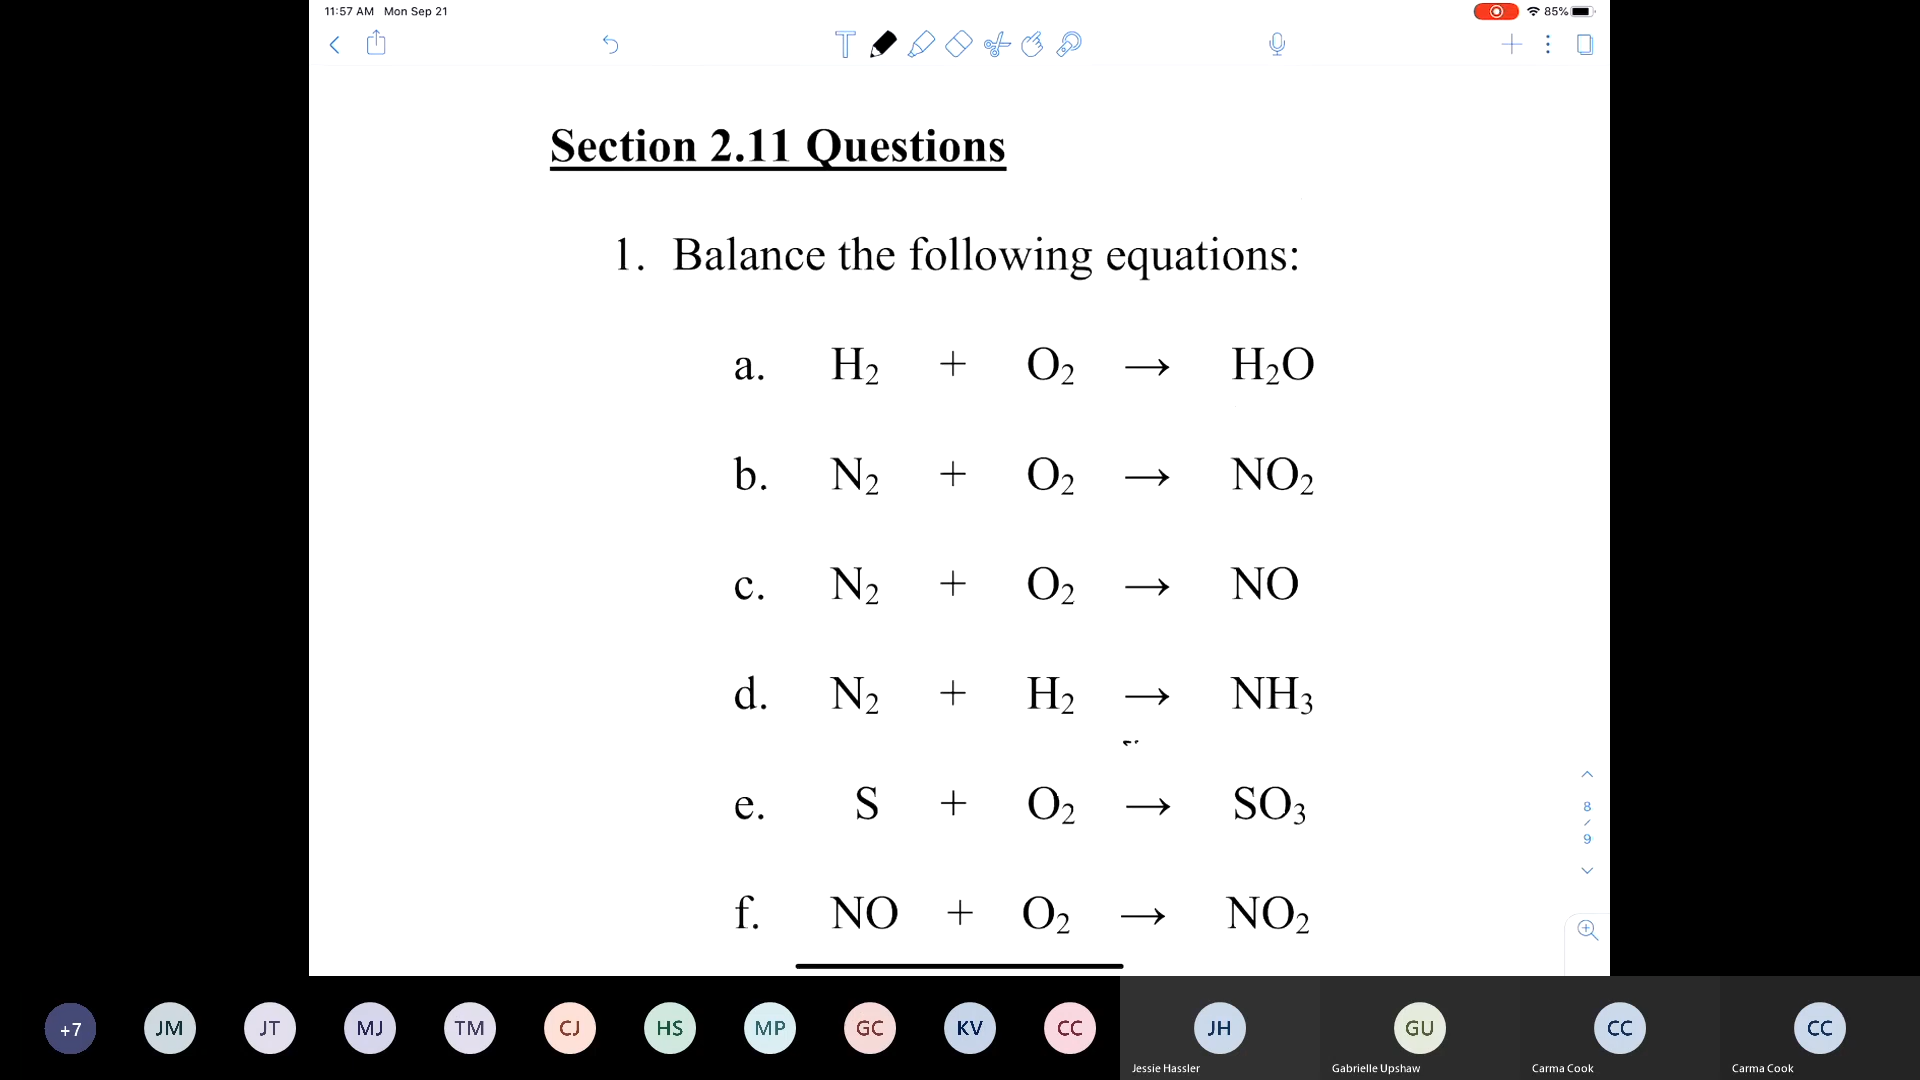 11:57 AM Mon Sep 21
85%
T
Section 2.11 Questions
1. Balance the following equations:
a. H₂ + O₂ → H₂O
b. N₂ + O₂ → NO₂
c. N₂ + O₂ → NO
d. N₂ + H₂ → NH₃
e. S + O₂ → SO₃
f. NO + O₂ → NO₂
8
/
9
+7 JM JT MJ TM CJ HS MP GC KV CC JH GU CC CC
Jessie Hassler Gabrielle Upshaw Carma Cook Carma Cook